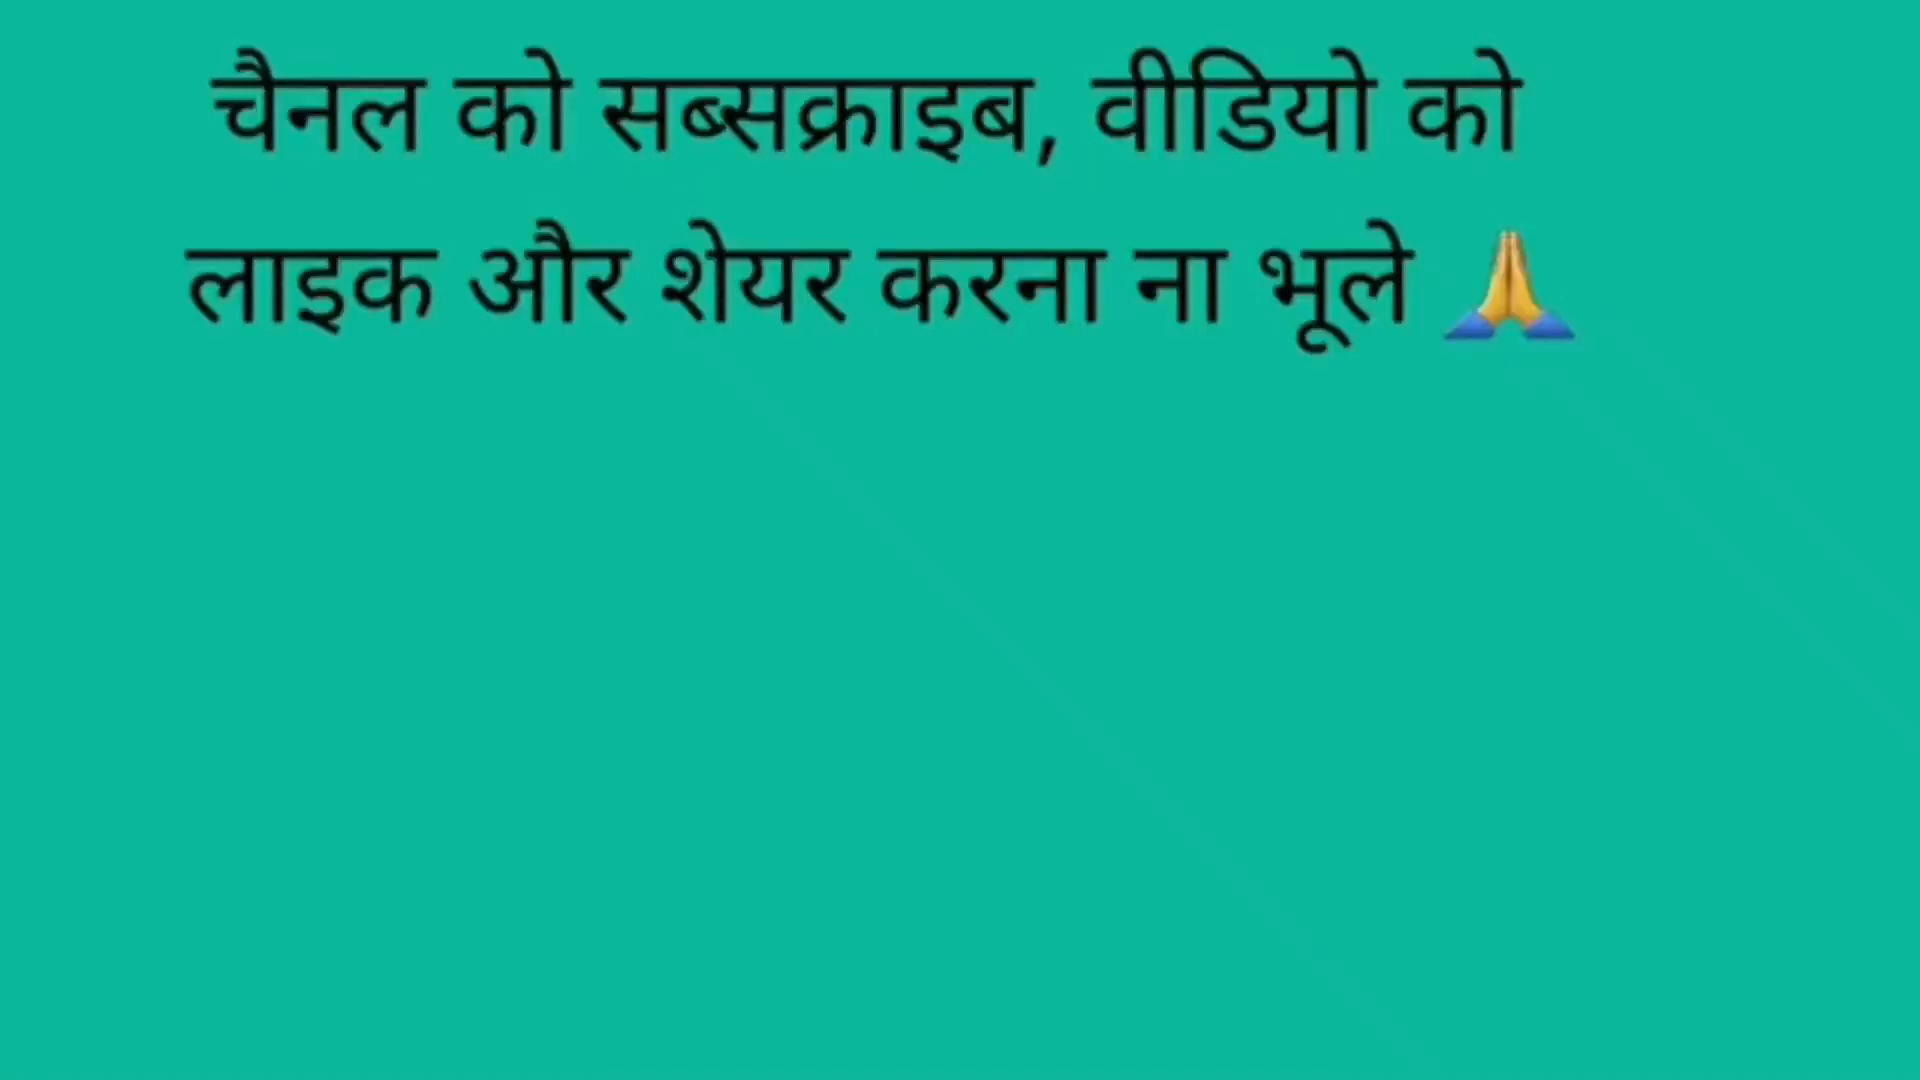 चैनल को सब्सक्राइब, वीडियो को
लाइक और शेयर करना ना भूले 🙏